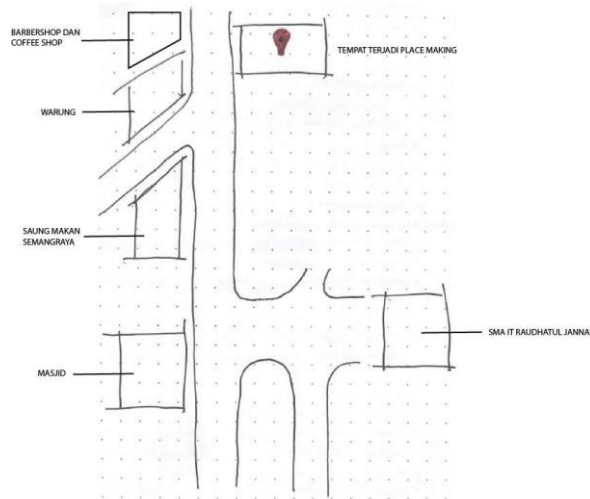 BARBERSHOP DAN
COFFEE SHOP
TEMPAT TERJADI PLACE MAKING
WARUNG
SAUNG MAKAN
SEMANGRAYA
SMA IT RAUDHATUL JANNA
MASJID